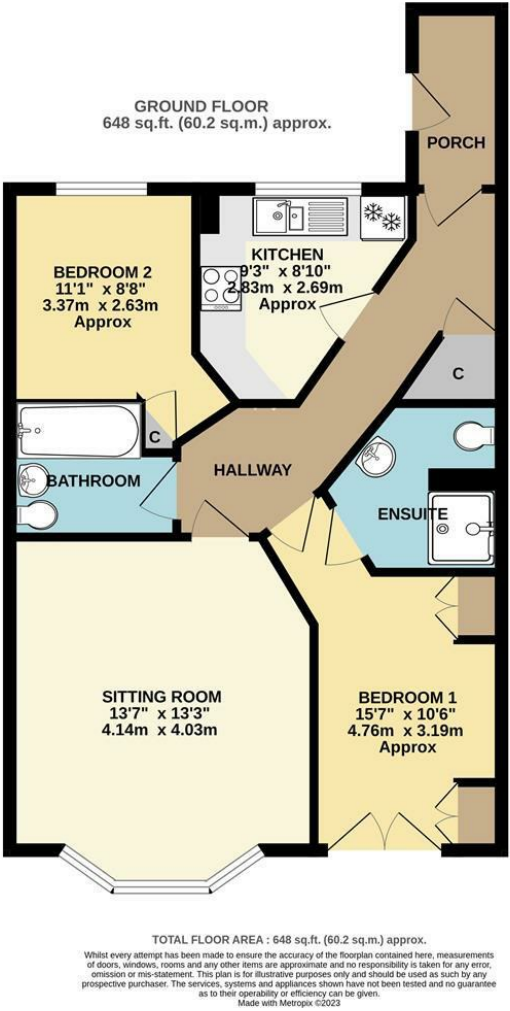 GROUND FLOOR
648 sq.ft. (60.2 sq.m.) approx.
PORCH
KITCHEN
9'3" x 8'10"
2.83m x 2.69m
Approx
BEDROOM 2
11'1" x 8'8"
3.37m x 2.63m
Approx
C
C
BATHROOM
HALLWAY
ENSUITE
SITTING ROOM
13'7" x 13'3"
4.14m x 4.03m
BEDROOM 1
15'7" x 10'6"
4.76m x 3.19m
Approx
TOTAL FLOOR AREA : 648 sq.ft. (60.2 sq.m.) approx.
Whilst every attempt has been made to ensure the accuracy of the floorplan contained here, measurements
of doors, windows, rooms and any other items are approximate and no responsibility is taken for any error,
omission or mis-statement. This plan is for illustrative purposes only and should be used as such by any
prospective purchaser. The services, systems and appliances shown have not been tested and no guarantee
as to their operability or efficiency can be given.
Made with Metropix ©2023